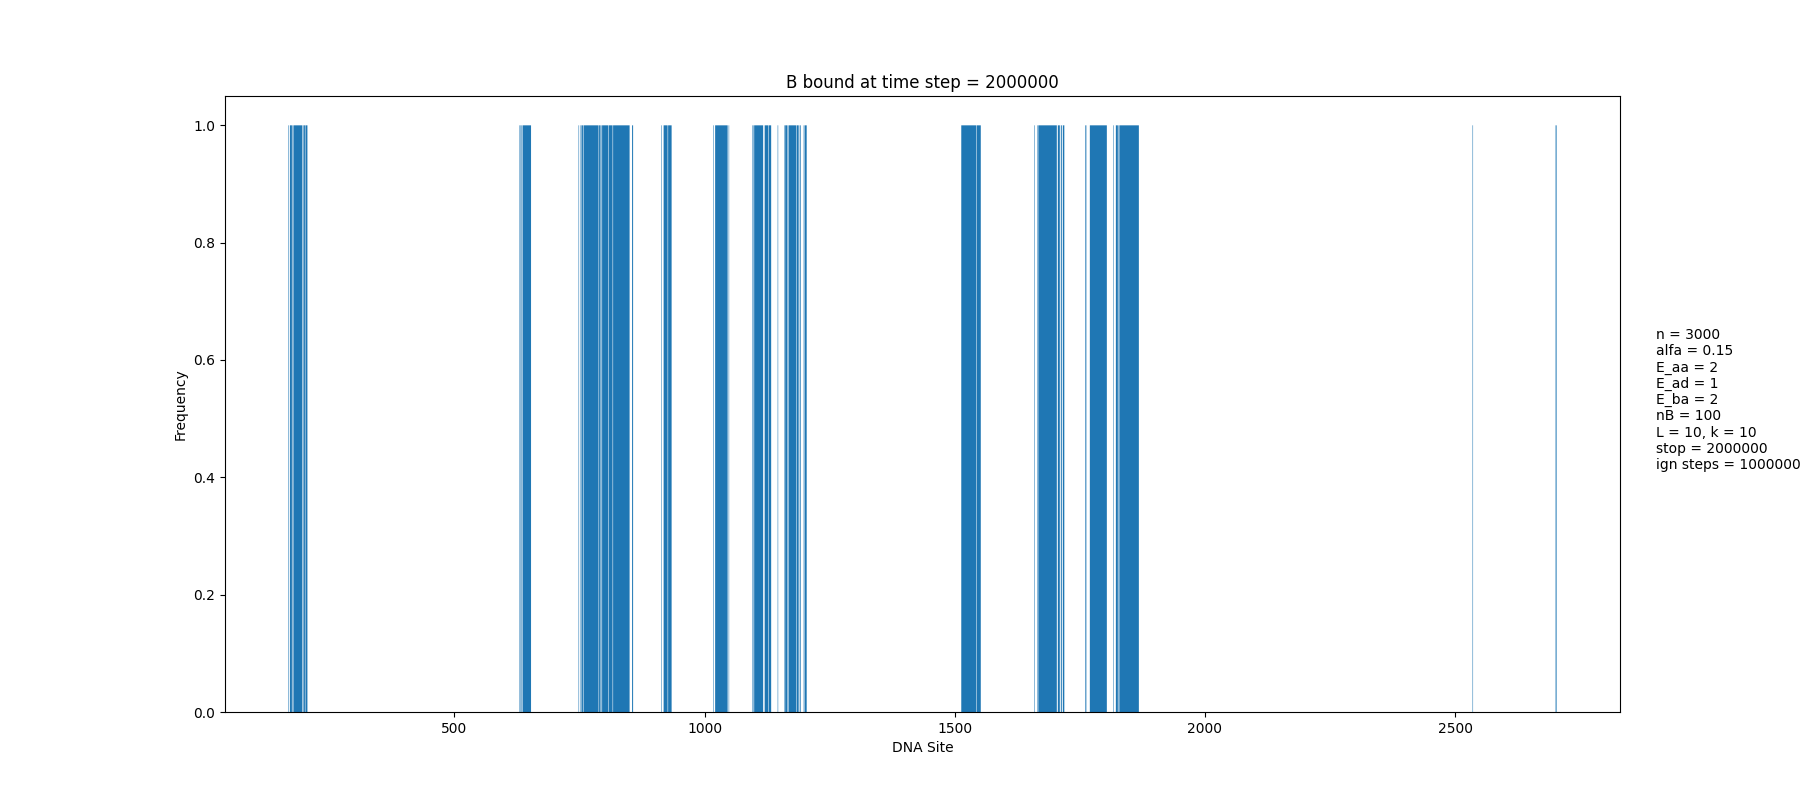 B bound at time step = 2000000
1.0
0.8
0.6
0.4
0.2
0.0
Frequency
500
1000
1500
2000
2500
DNA Site
n = 3000
alfa = 0.15
E_aa = 2
E_ad = 1
E_ba = 2
nB = 100
L = 10, k = 10
stop = 2000000
ign steps = 1000000